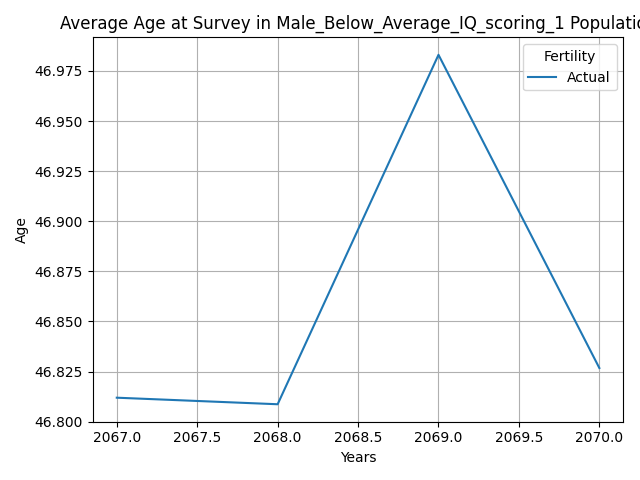 Average Age at Survey in Male_Below_Average_IQ_scoring_1 Populatio
Fertility
Actual
Age
46.975
46.950
46.925
46.900
46.875
46.850
46.825
46.800
2067.0 2067.5 2068.0 2068.5 2069.0 2069.5 2070.0
Years